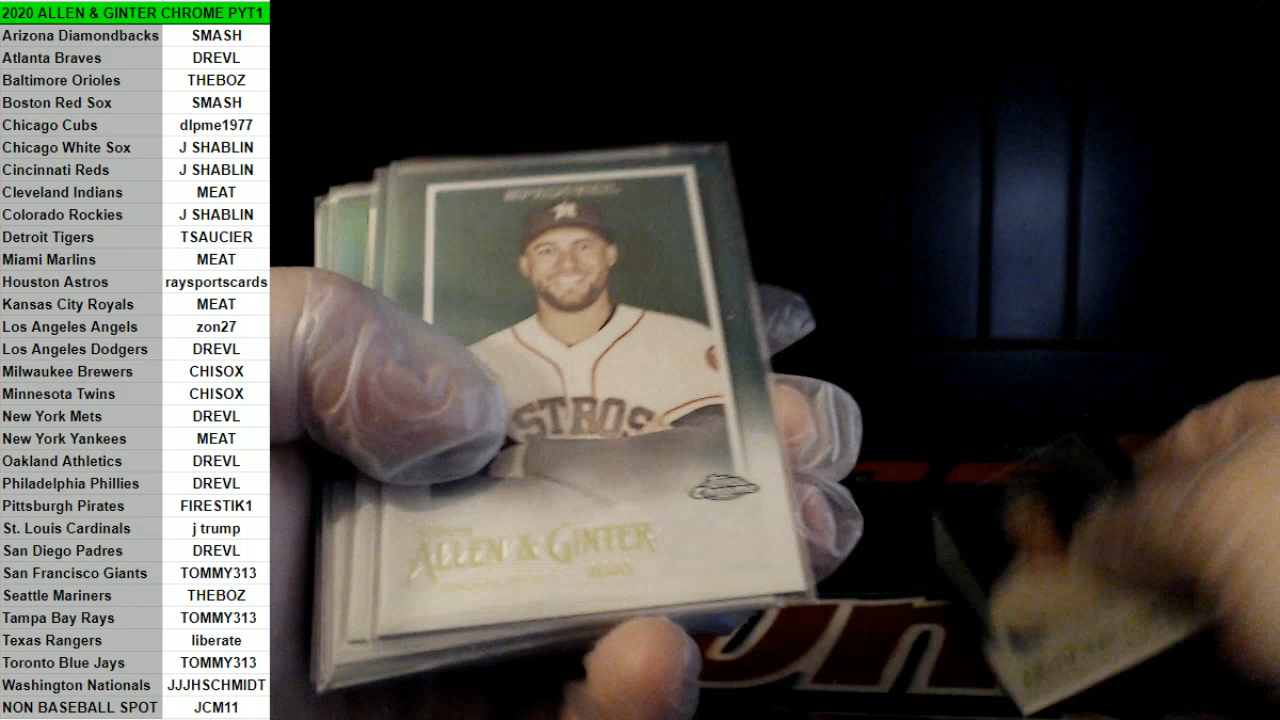 2020 ALLEN & GINTER CHROME PYT1
Arizona Diamondbacks SMASH
Atlanta Braves DREVL
Baltimore Orioles THEBOZ
Boston Red Sox SMASH
Chicago Cubs dlpme1977
Chicago White Sox J SHABLIN
Cincinnati Reds J SHABLIN
Cleveland Indians MEAT
Colorado Rockies J SHABLIN
Detroit Tigers TSAUCIER
Miami Marlins MEAT
Houston Astros raysportscards
Kansas City Royals MEAT
Los Angeles Angels zon27
Los Angeles Dodgers DREVL
Milwaukee Brewers CHISOX
Minnesota Twins CHISOX
New York Mets DREVL
New York Yankees MEAT
Oakland Athletics DREVL
Philadelphia Phillies DREVL
Pittsburgh Pirates FIRESTIK1
St. Louis Cardinals j trump
San Diego Padres DREVL
San Francisco Giants TOMMY313
Seattle Mariners THEBOZ
Tampa Bay Rays TOMMY313
Texas Rangers liberate
Toronto Blue Jays TOMMY313
Washington Nationals JJJHSCHMIDT
NON BASEBALL SPOT JCM11
STROS
ALLEN & GINTER